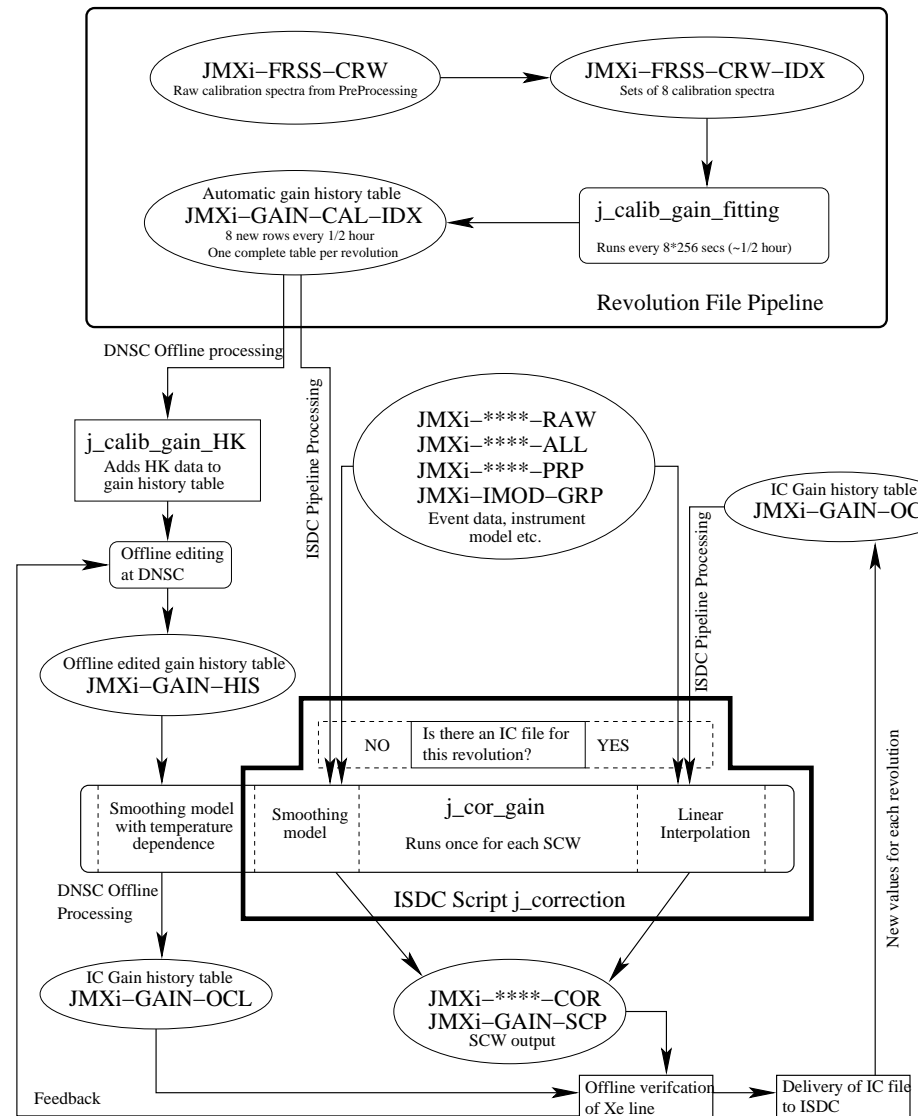 JMXi–FRSS–CRW
Raw calibration spectra from PreProcessing
JMXi–FRSS–CRW–IDX
Sets of 8 calibration spectra
Automatic gain history table
JMXi–GAIN–CAL–IDX
8 new rows every 1/2 hour
One complete table per revolution
j_calib_gain_fitting
Runs every 8*256 secs (~1/2 hour)
Revolution File Pipeline
DNSC Offline processing
ISDC Pipeline Processing
j_calib_gain_HK
Adds HK data to
gain history table
JMXi–****–RAW
JMXi–****–ALL
JMXi–****–PRP
JMXi–IMOD–GRP
Event data, instrument
model etc.
ISDC Pipeline Processing
IC Gain history table
JMXi–GAIN–OC
Offline editing
at DNSC
Offline edited gain history table
JMXi–GAIN–HIS
NO
Is there an IC file for
this revolution?
YES
Smoothing model
with temperature
dependence
Smoothing
model
j_cor_gain
Runs once for each SCW
Linear
Interpolation
ISDC Script j_correction
DNSC Offline
Processing
New values for each revolution
IC Gain history table
JMXi–GAIN–OCL
JMXi–****–COR
JMXi–GAIN–SCP
SCW output
Feedback
Offline verifcation
of Xe line
Delivery of IC file
to ISDC